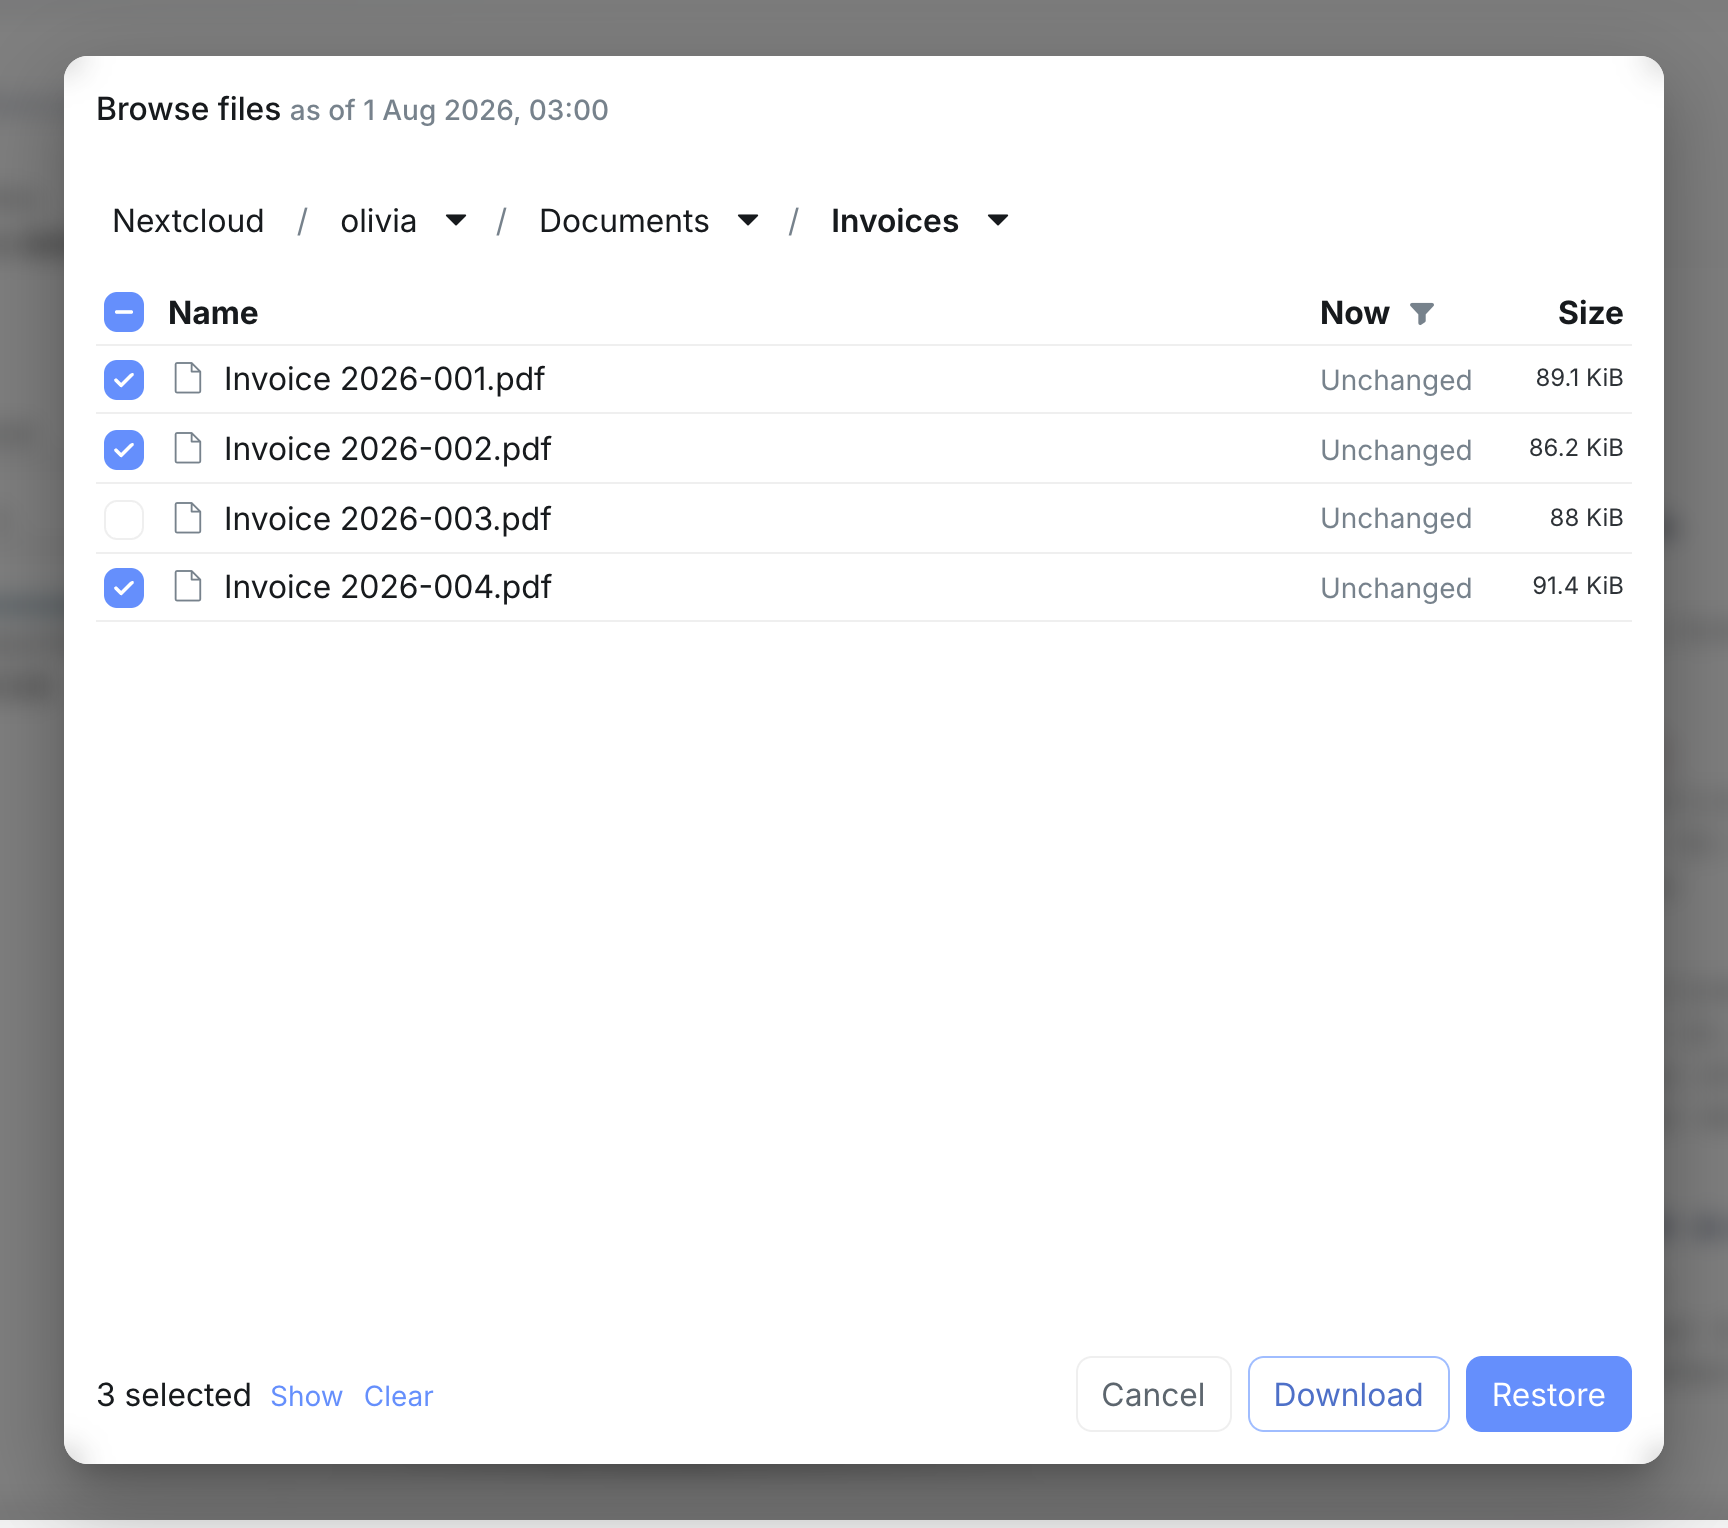 Browse files as of 1 Aug 2026, 03:00
Nextcloud / olivia / Documents / Invoices
Name Now Size
Invoice 2026-001.pdf Unchanged 89.1 KiB
Invoice 2026-002.pdf Unchanged 86.2 KiB
Invoice 2026-003.pdf Unchanged 88 KiB
Invoice 2026-004.pdf Unchanged 91.4 KiB
3 selected Show Clear Cancel Download Restore